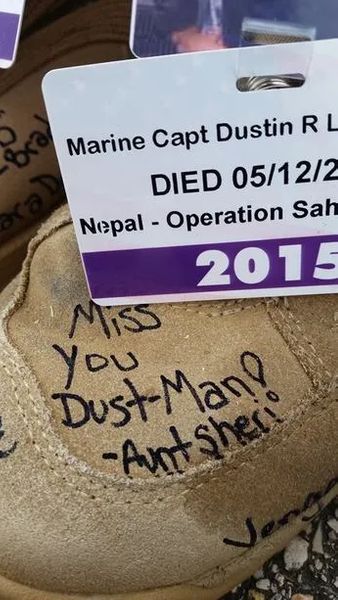 Marine Capt Dustin R L
DIED 05/12/2
Nepal - Operation Sah
2015
Miss
you
Dust-Man!
-Aunt Sheri